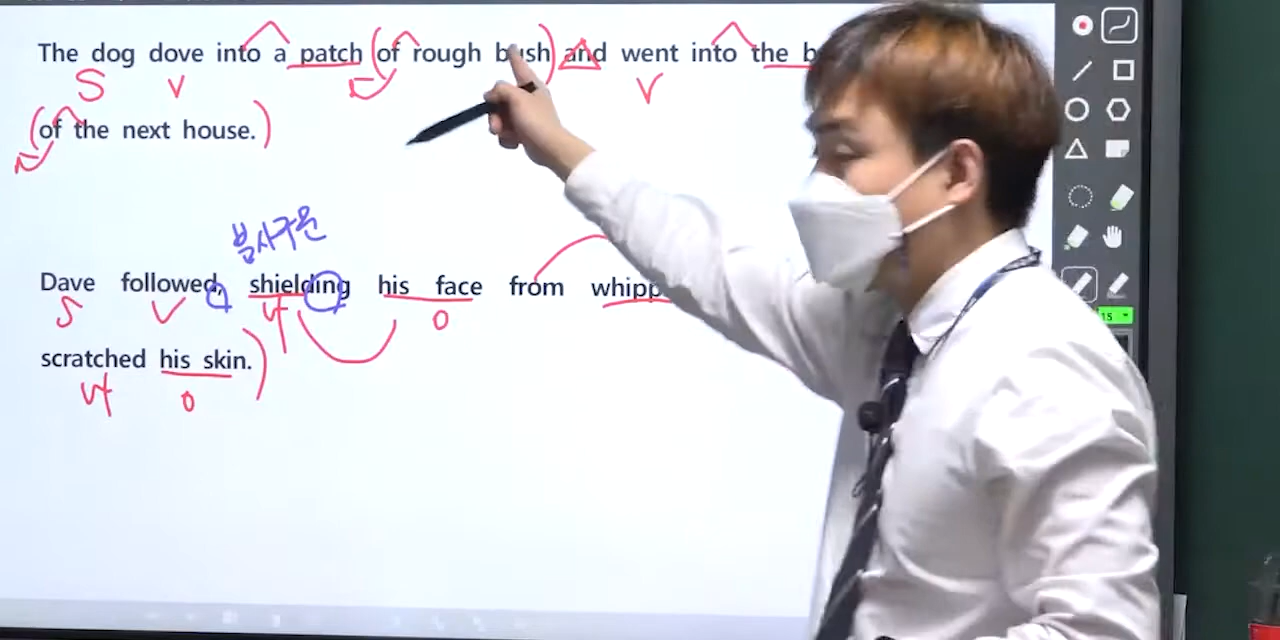 The dog dove into a patch of rough bush and went into the
S V V
(of the next house.)
분사구문
Dave followed, shielding his face from
S V O
scratched his skin.)
O
15